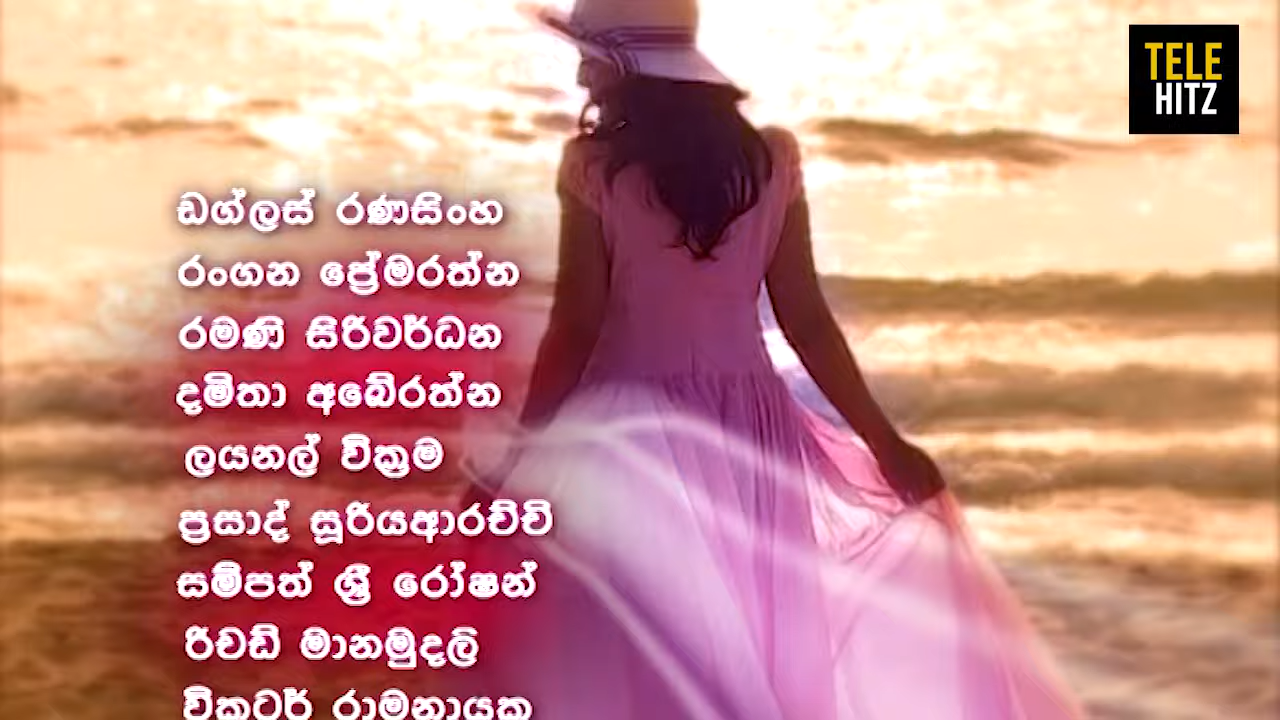 TELE
HITZ
ඩග්ලස් රණසිංහ
රංගන ප්‍රේමරත්න
රමණි සිරිවර්ධන
දමිතා අබේරත්න
ලයනල් වික්‍රම
ප්‍රසාද් සූරියආරච්චි
සම්පත් ශ්‍රී රෝෂන්
රිචඩ් මානමුදලි
වික්ටර් රාමනායක